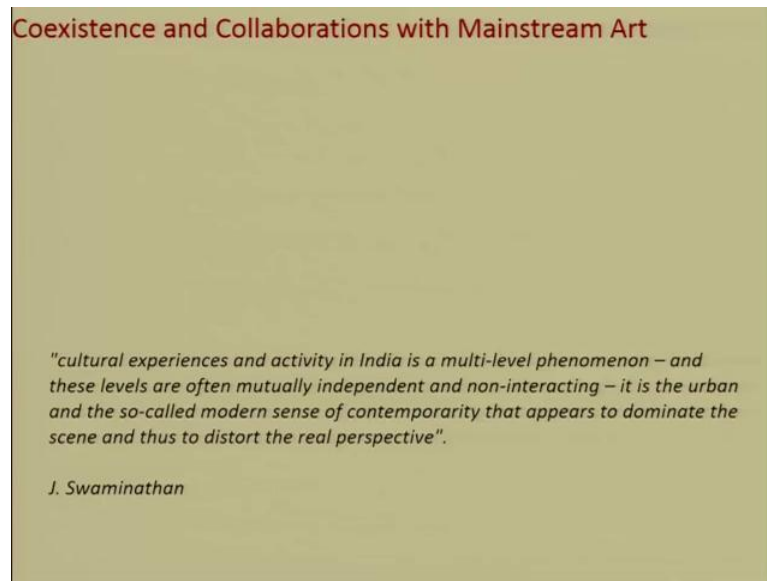 Coexistence and Collaborations with Mainstream Art
"cultural experiences and activity in India is a multi-level phenomenon – and
these levels are often mutually independent and non-interacting – it is the urban
and the so-called modern sense of contemporarity that appears to dominate the
scene and thus to distort the real perspective".
J. Swaminathan